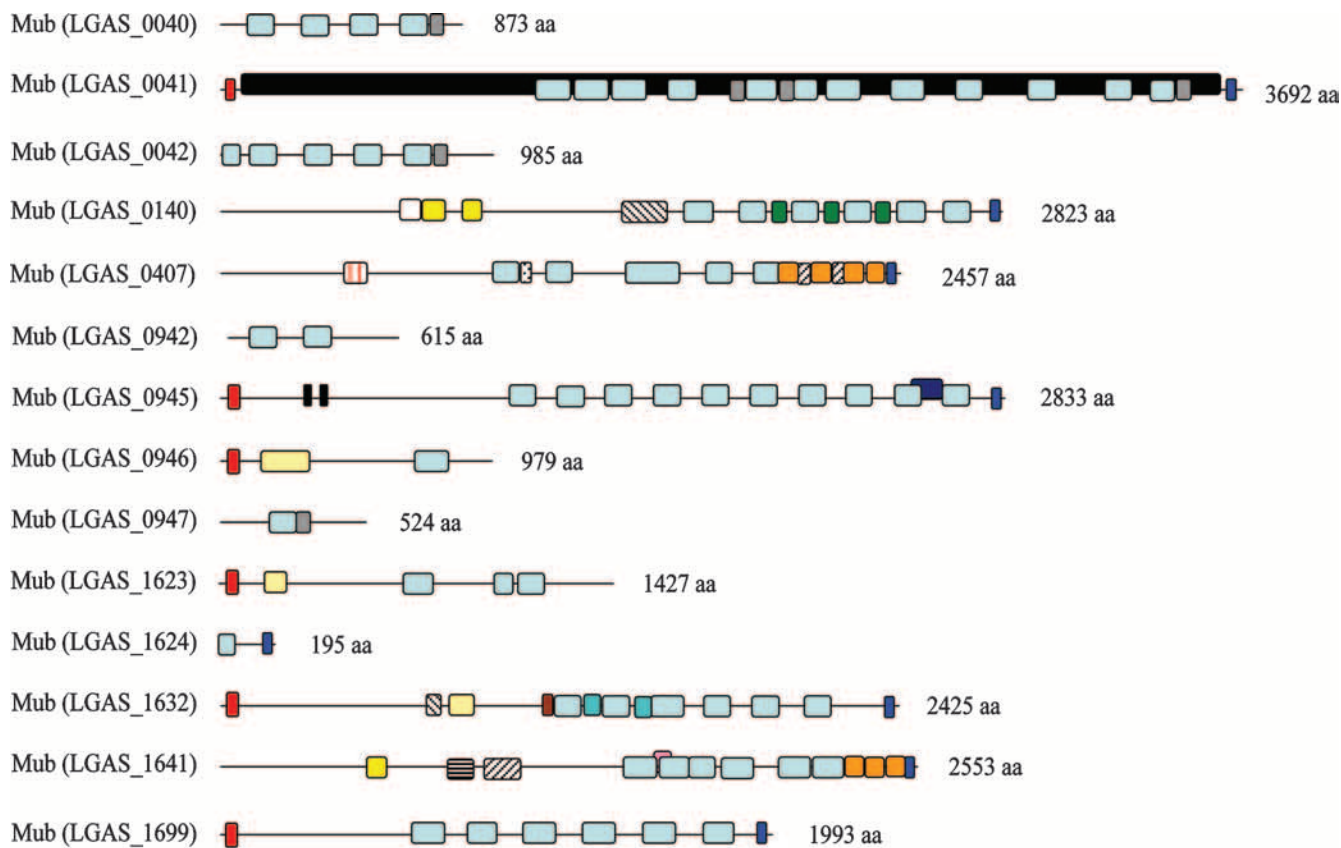 Mub (LGAS_0040) 873 aa
Mub (LGAS_0041) 3692 aa
Mub (LGAS_0042) 985 aa
Mub (LGAS_0140) 2823 aa
Mub (LGAS_0407) 2457 aa
Mub (LGAS_0942) 615 aa
Mub (LGAS_0945) 2833 aa
Mub (LGAS_0946) 979 aa
Mub (LGAS_0947) 524 aa
Mub (LGAS_1623) 1427 aa
Mub (LGAS_1624) 195 aa
Mub (LGAS_1632) 2425 aa
Mub (LGAS_1641) 2553 aa
Mub (LGAS_1699) 1993 aa